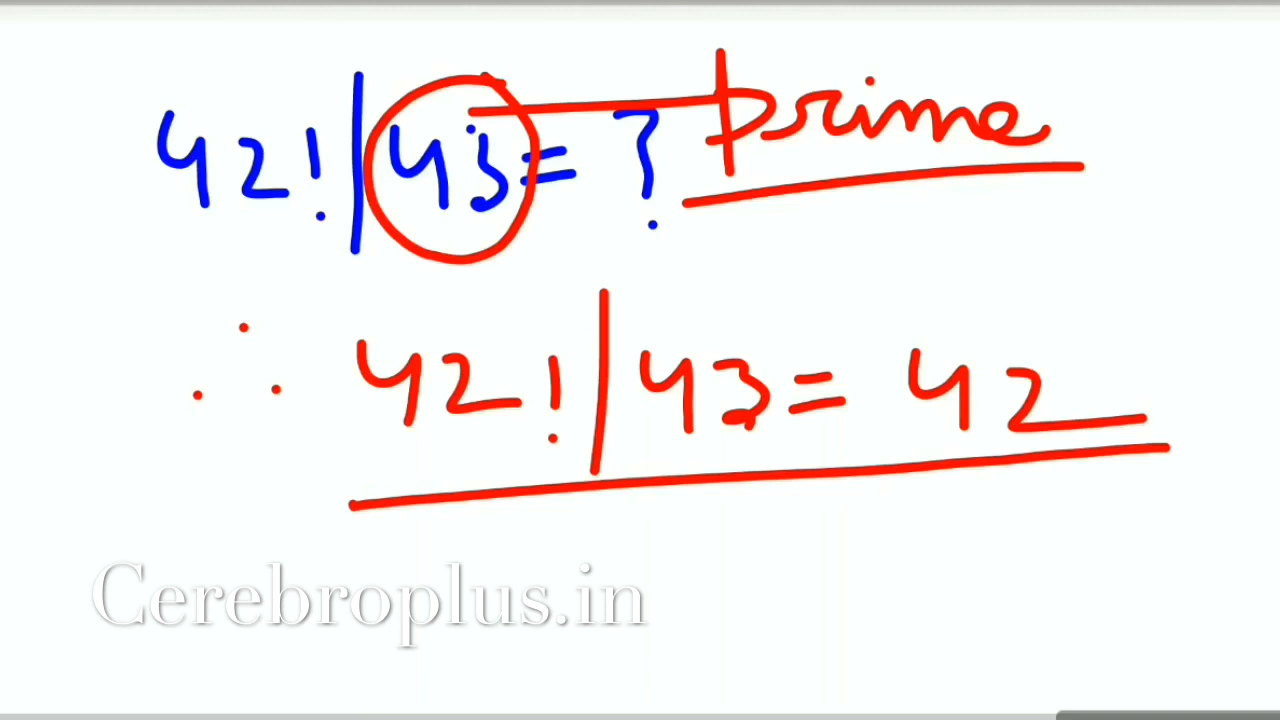 42! | 43 = ? prime
∴ 42! | 43 = 42
Cerebroplus.in